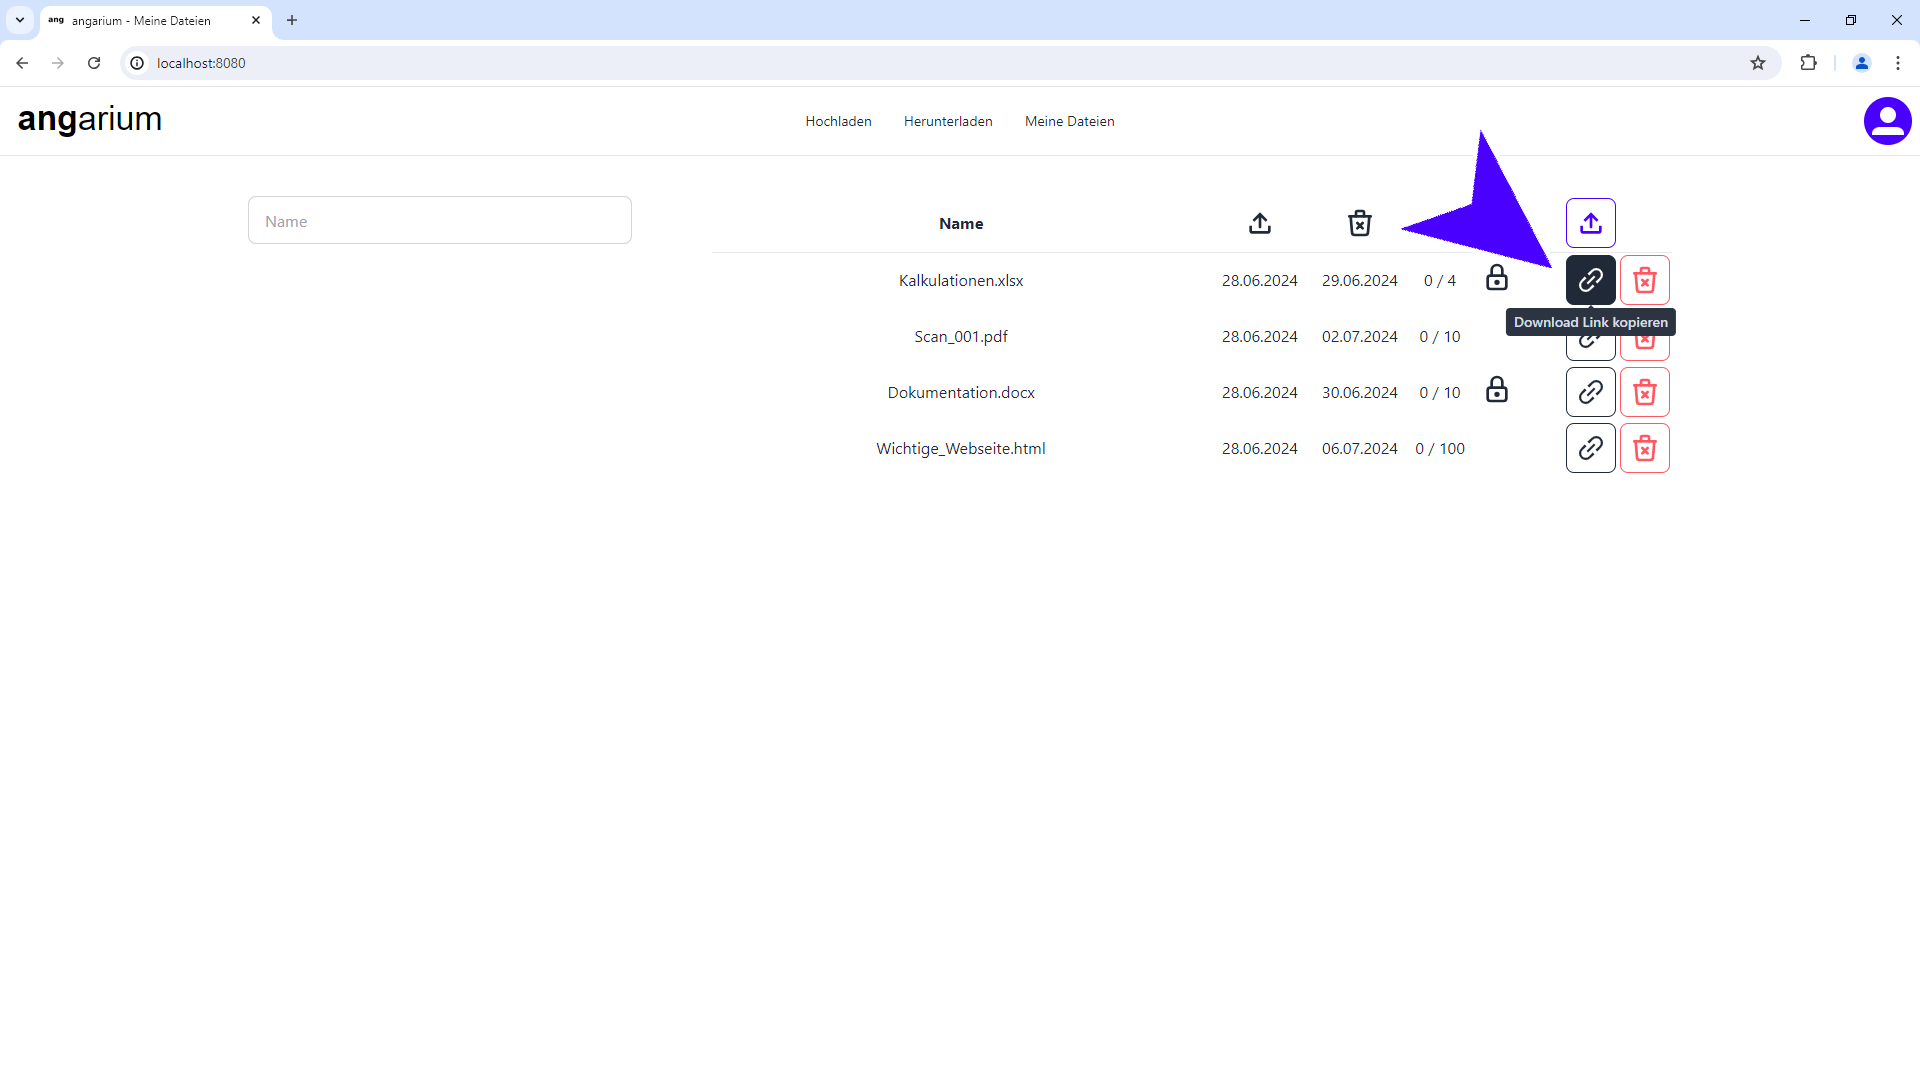 ang angarium - Meine Dateien
localhost:8080
angarium
Hochladen Herunterladen Meine Dateien
Name
Name
Kalkulationen.xlsx 28.06.2024 29.06.2024 0 / 4
Download Link kopieren
Scan_001.pdf 28.06.2024 02.07.2024 0 / 10
Dokumentation.docx 28.06.2024 30.06.2024 0 / 10
Wichtige_Webseite.html 28.06.2024 06.07.2024 0 / 100